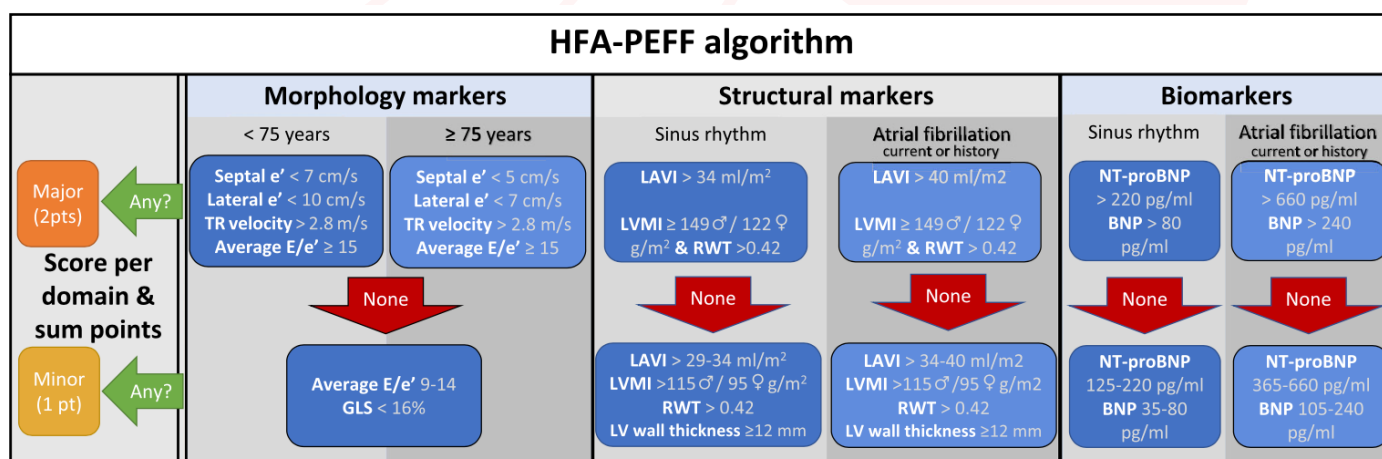 HFA-PEFF algorithm
Morphology markers
Structural markers
Biomarkers
< 75 years
≥ 75 years
Sinus rhythm
Atrial fibrillation
current or history
Sinus rhythm
Atrial fibrillation
current or history
Major
(2pts)
Any?
Septal e’ < 7 cm/s
Lateral e’ < 10 cm/s
TR velocity > 2.8 m/s
Average E/e’ ≥ 15
Septal e’ < 5 cm/s
Lateral e’ < 7 cm/s
TR velocity > 2.8 m/s
Average E/e’ ≥ 15
LAVI > 34 ml/m²
LVMI ≥ 149♂/ 122 ♀
g/m² & RWT >0.42
LAVI > 40 ml/m2
LVMI ≥ 149♂/ 122 ♀
g/m² & RWT > 0.42
NT-proBNP
> 220 pg/ml
BNP > 80
pg/ml
NT-proBNP
> 660 pg/ml
BNP > 240
pg/ml
Score per
domain &
sum points
None
None
None
None
None
Minor
(1 pt)
Any?
Average E/e’ 9-14
GLS < 16%
LAVI > 29-34 ml/m²
LVMI >115♂/ 95 ♀ g/m²
RWT > 0.42
LV wall thickness ≥12 mm
LAVI > 34-40 ml/m2
LVMI >115♂/95 ♀ g/m2
RWT > 0.42
LV wall thickness ≥12 mm
NT-proBNP
125-220 pg/ml
BNP 35-80
pg/ml
NT-proBNP
365-660 pg/ml
BNP 105-240
pg/ml